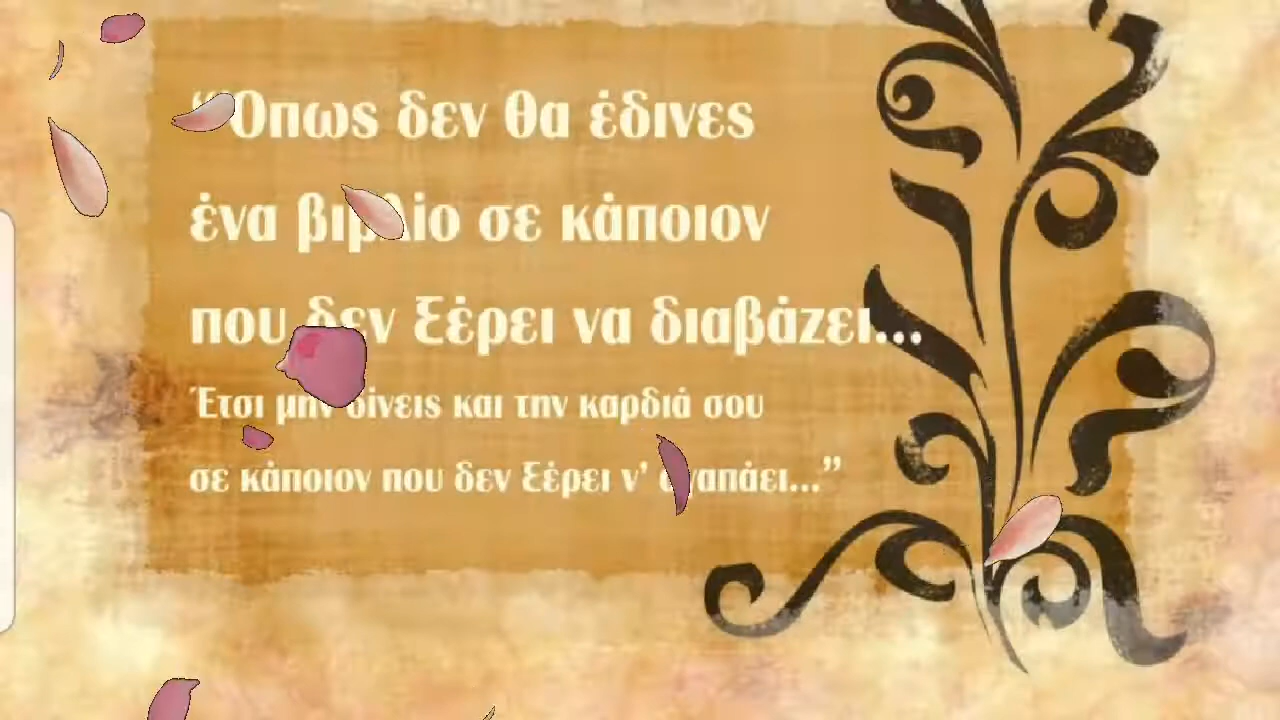 “Όπως δεν θα έδινες
ένα βιβλίο σε κάποιον
που δεν ξέρει να διαβάζει...
Έτσι μην δίνεις και την καρδιά σου
σε κάποιον που δεν ξέρει ν’ αγαπάει...”